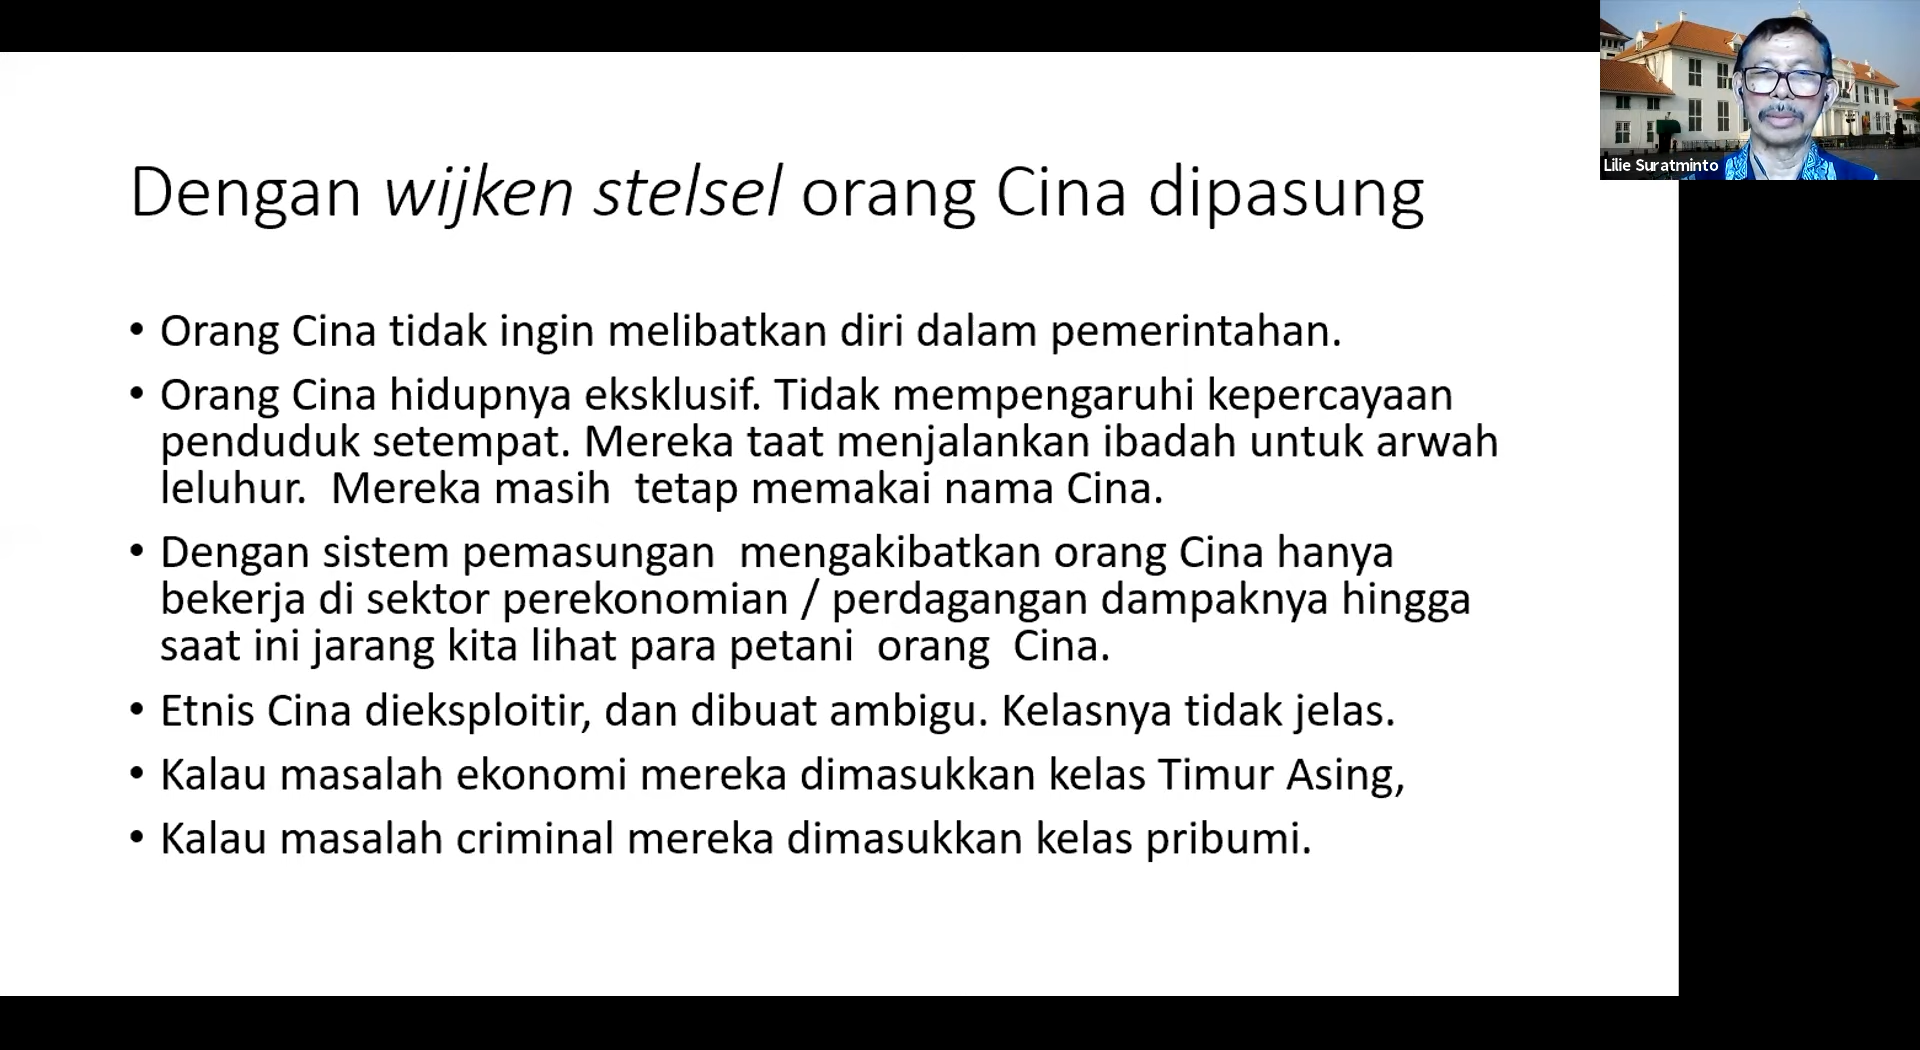 Lilie Suratminto
Dengan wijken stelsel orang Cina dipasung
• Orang Cina tidak ingin melibatkan diri dalam pemerintahan.
• Orang Cina hidupnya eksklusif. Tidak mempengaruhi kepercayaan
penduduk setempat. Mereka taat menjalankan ibadah untuk arwah
leluhur.  Mereka masih  tetap memakai nama Cina.
• Dengan sistem pemasungan  mengakibatkan orang Cina hanya
bekerja di sektor perekonomian / perdagangan dampaknya hingga
saat ini jarang kita lihat para petani  orang  Cina.
• Etnis Cina dieksploitir, dan dibuat ambigu. Kelasnya tidak jelas.
• Kalau masalah ekonomi mereka dimasukkan kelas Timur Asing,
• Kalau masalah criminal mereka dimasukkan kelas pribumi.